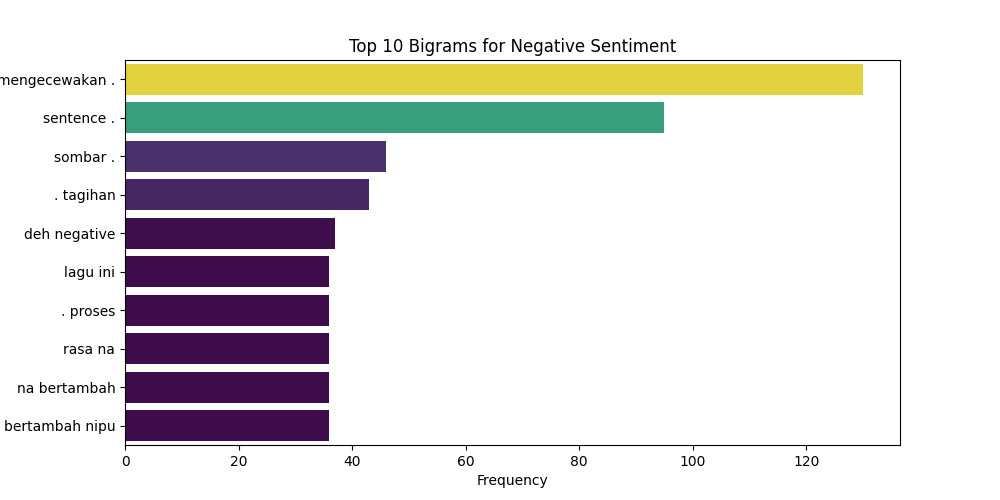 Top 10 Bigrams for Negative Sentiment
mengecewakan .
sentence .
sombar .
. tagihan
deh negative
lagu ini
. proses
rasa na
na bertambah
bertambah nipu
0 20 40 60 80 100 120
Frequency